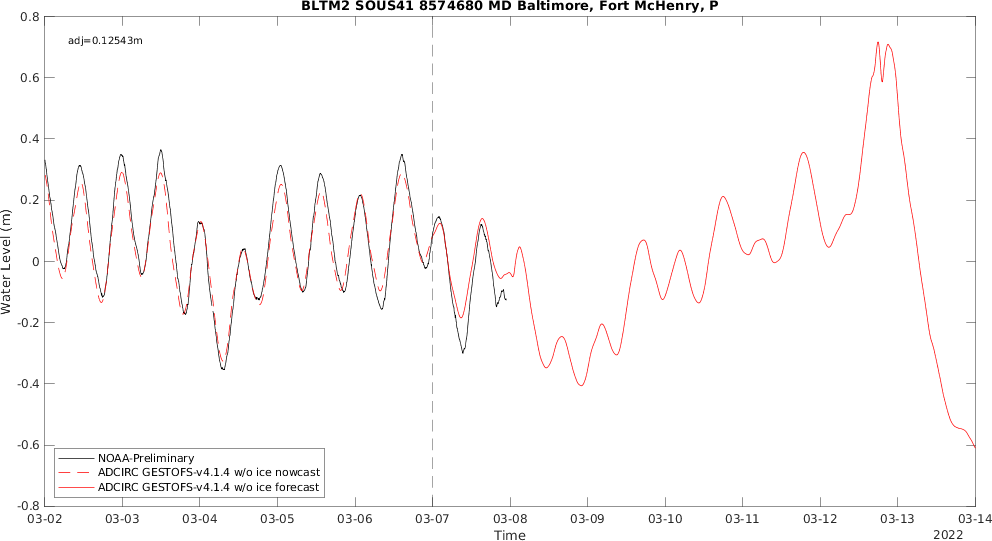 BLTM2 SOUS41 8574680 MD Baltimore, Fort McHenry, P
adj=0.12543m
0.8
0.6
0.4
0.2
0
-0.2
-0.4
-0.6
-0.8
Water Level (m)
NOAA-Preliminary
ADCIRC GESTOFS-v4.1.4 w/o ice nowcast
ADCIRC GESTOFS-v4.1.4 w/o ice forecast
03-02 03-03 03-04 03-05 03-06 03-07 03-08 03-09 03-10 03-11 03-12 03-13 03-14
Time
2022